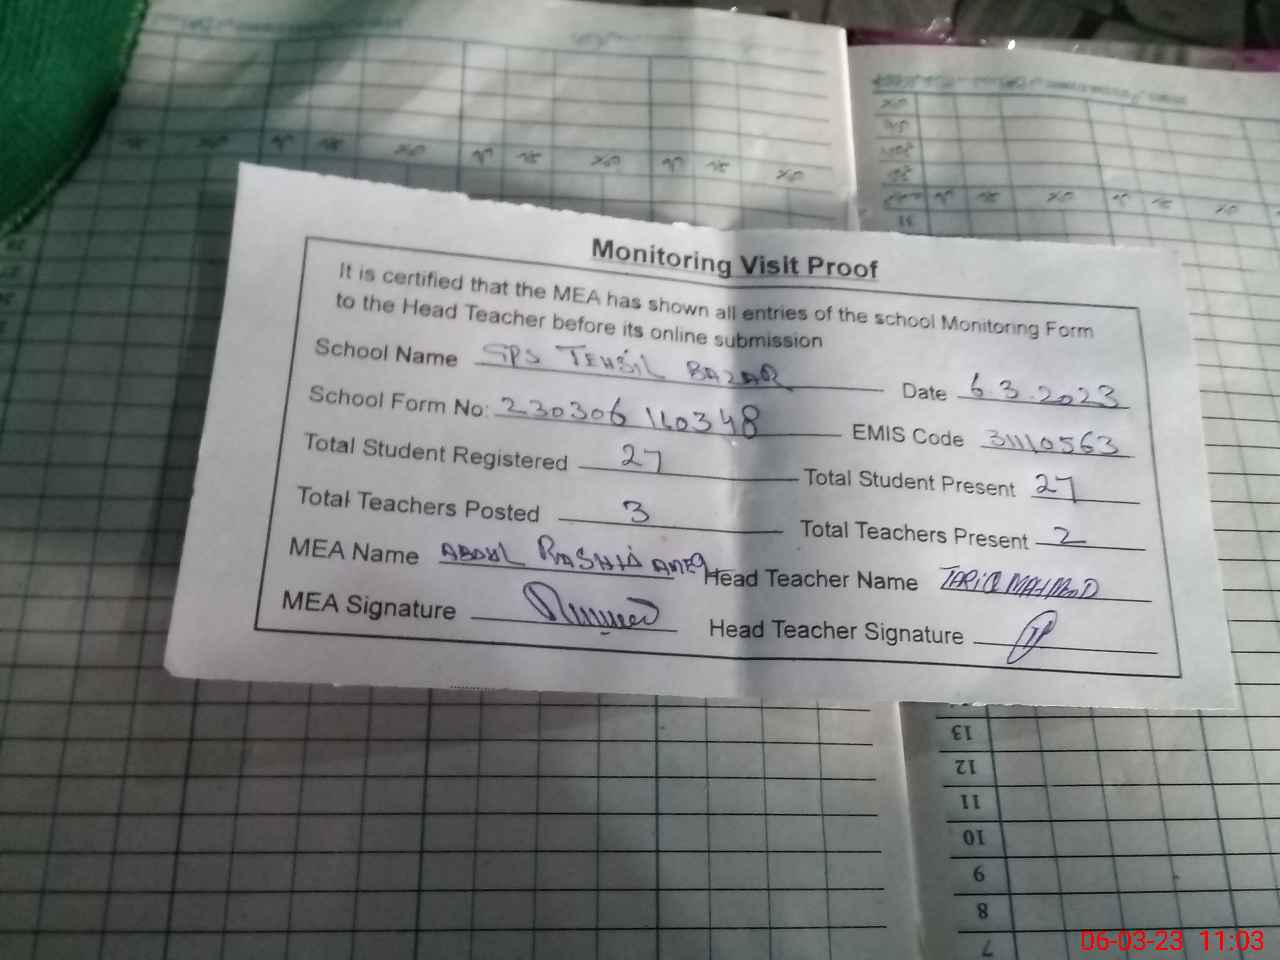 Monitoring Visit Proof
It is certified that the MEA has shown all entries of the school Monitoring Form
to the Head Teacher before its online submission
School Name GPS TEHSIL BAZAR Date 6.3.2023
School Form No: 230306 140348 EMIS Code 31110563
Total Student Registered 27 Total Student Present 27
Total Teachers Posted 3 Total Teachers Present 2
MEA Name ABDUL RASHID Head Teacher Name TARIQ MAHMOOD
MEA Signature Head Teacher Signature
13
12
11
10
9
8
7
06-03-23 11:03